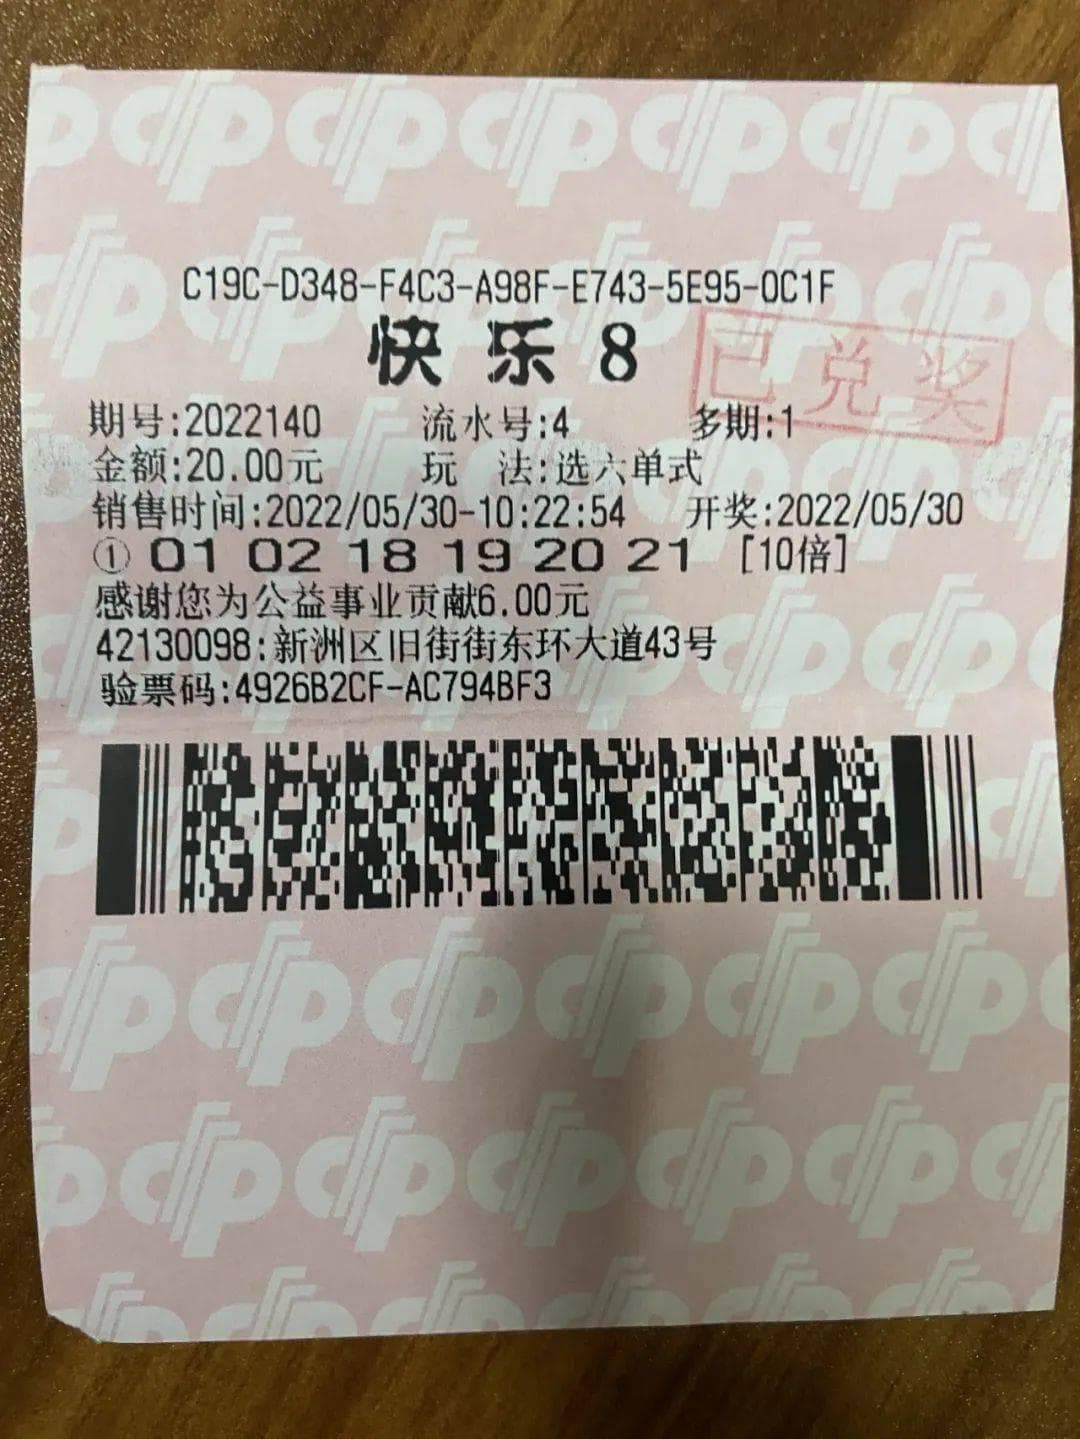 C19C-D348-F4C3-A98F-E743-5E95-0C1F
快乐8
已兑奖
期号:2022140 流水号:4 多期:1
金额:20.00元 玩 法:选六单式
销售时间:2022/05/30-10:22:54 开奖:2022/05/30
① 01 02 18 19 20 21 [10倍]
感谢您为公益事业贡献6.00元
42130098:新洲区旧街街东环大道43号
验票码:4926B2CF-AC794BF3